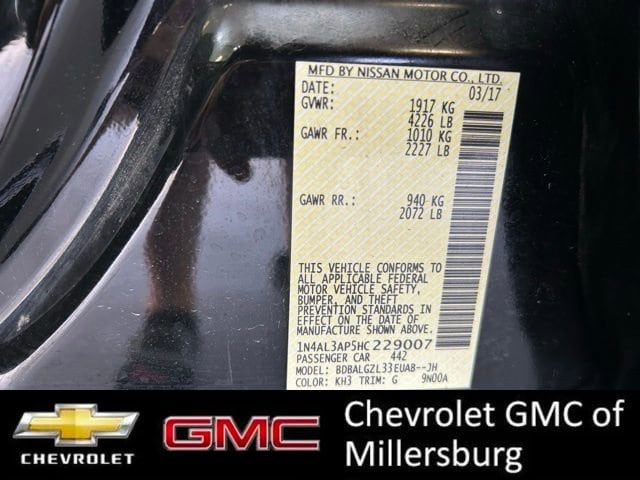 MFD BY NISSAN MOTOR CO., LTD.
DATE: 03/17
GVWR: 1917 KG
4226 LB
GAWR FR.: 1010 KG
2227 LB
GAWR RR.: 940 KG
2072 LB
THIS VEHICLE CONFORMS TO
ALL APPLICABLE FEDERAL
MOTOR VEHICLE SAFETY,
BUMPER, AND THEFT
PREVENTION STANDARDS IN
EFFECT ON THE DATE OF
MANUFACTURE SHOWN ABOVE.
1N4AL3AP5HC229007
PASSENGER CAR 442
MODEL: BDBALGZL33EUA8--JH
COLOR: KH3 TRIM: G 9N00A
CHEVROLET
GMC
Chevrolet GMC of
Millersburg